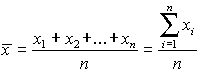 x̄ = (x₁ + x₂ + ... + xₙ) / n = (∑ᵢ₌₁ⁿ xᵢ) / n